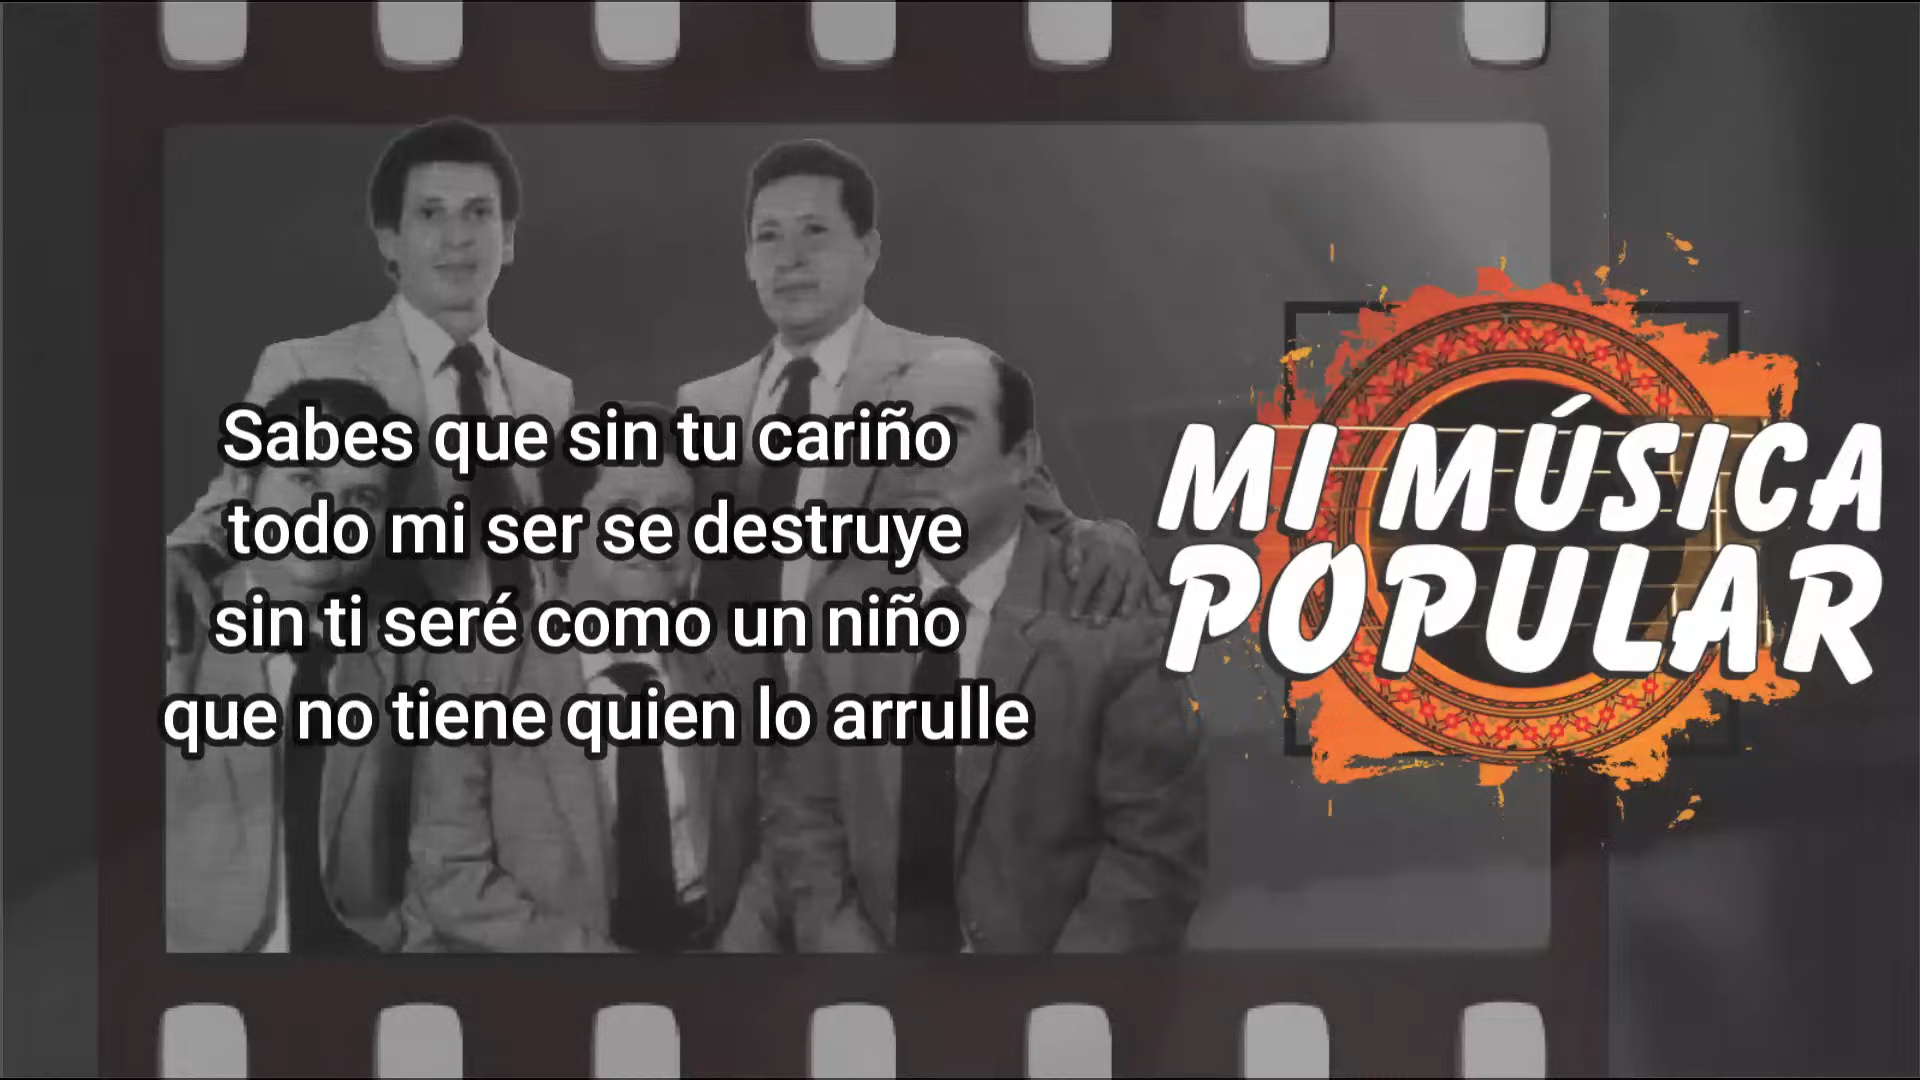 Sabes que sin tu cariño
todo mi ser se destruye
sin ti seré como un niño
que no tiene quien lo arrulle
MI MÚSICA
POPULAR